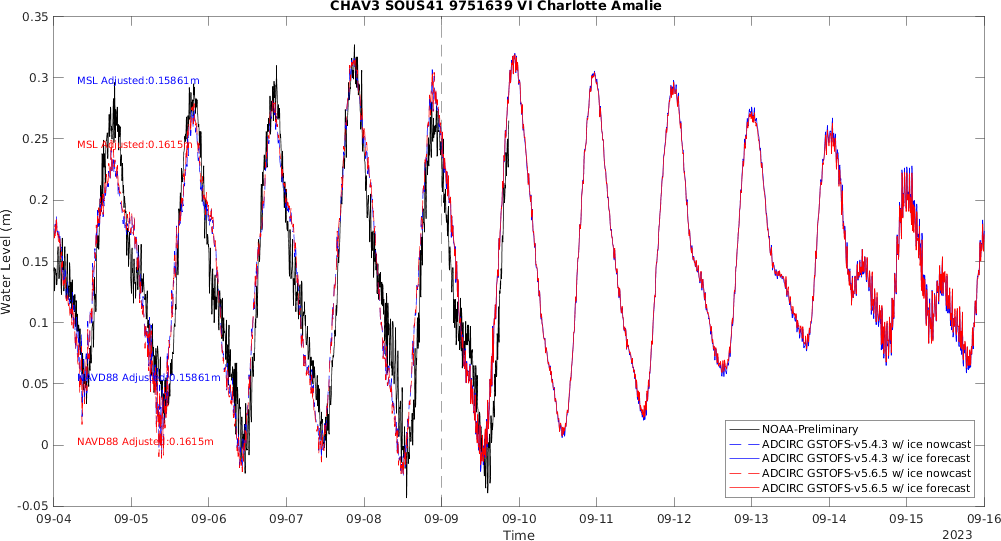 CHAV3 SOUS41 9751639 VI Charlotte Amalie
0.35
0.3
0.25
0.2
0.15
0.1
0.05
0
-0.05
Water Level (m)
MSL Adjusted:0.15861m
MSL Adjusted:0.1615m
NAVD88 Adjusted:0.15861m
NAVD88 Adjusted:0.1615m
NOAA-Preliminary
ADCIRC GSTOFS-v5.4.3 w/ ice nowcast
ADCIRC GSTOFS-v5.4.3 w/ ice forecast
ADCIRC GSTOFS-v5.6.5 w/ ice nowcast
ADCIRC GSTOFS-v5.6.5 w/ ice forecast
09-04 09-05 09-06 09-07 09-08 09-09 09-10 09-11 09-12 09-13 09-14 09-15 09-16
Time
2023